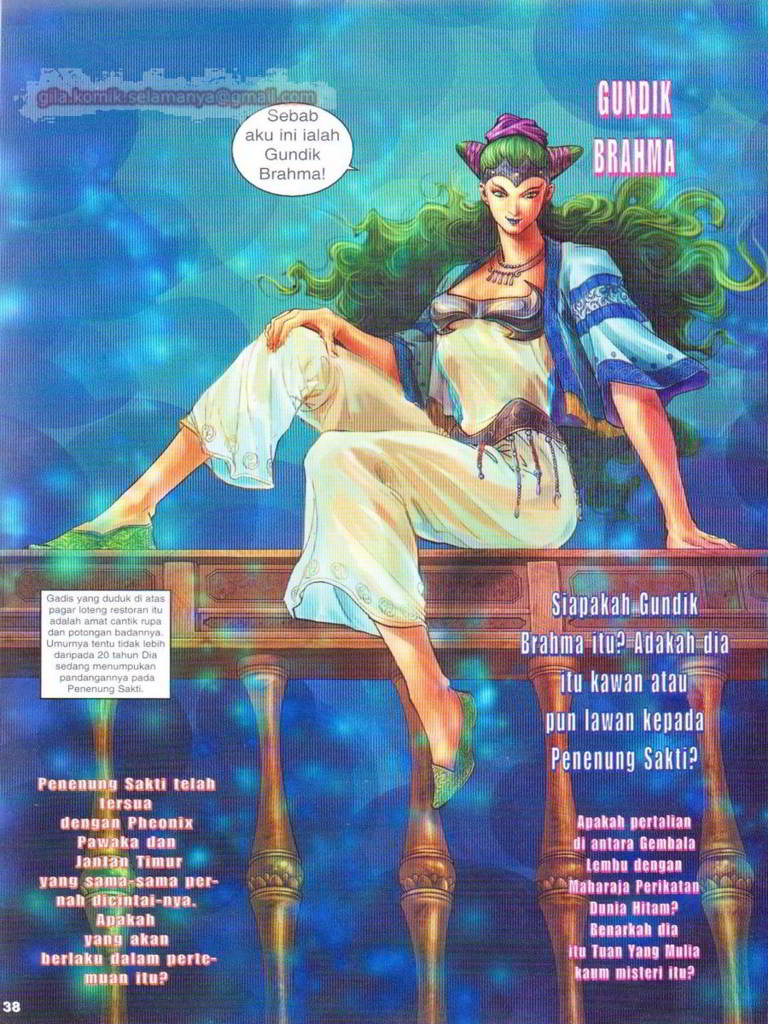 gila.komik.selamanya@gmail.com
Sebab
aku ini ialah
Gundik
Brahma!
GUNDIK
BRAHMA
Gadis yang duduk di atas
pagar loteng restoran itu
adalah amat cantik rupa
dan potongan badannya.
Umurnya tentu tidak lebih
daripada 20 tahun Dia
sedang menumpukan
pandangannya pada
Penenung Sakti.
Siapakah Gundik
Brahma itu? Adakah dia
itu kawan atau
pun lawan kepada
Penenung Sakti?
Penenung Sakti telah
tersua
dengan Pheonix
Pawaka dan
Jantan Timur
yang sama-sama per-
nah dicintai-nya.
Apakah
yang akan
berlaku dalam perte-
muan itu?
Apakah pertalian
di antara Gembala
Lembu dengan
Maharaja Perikatan
Dunia Hitam?
Benarkah dia
itu Tuan Yang Mulia
kaum misteri itu?
38